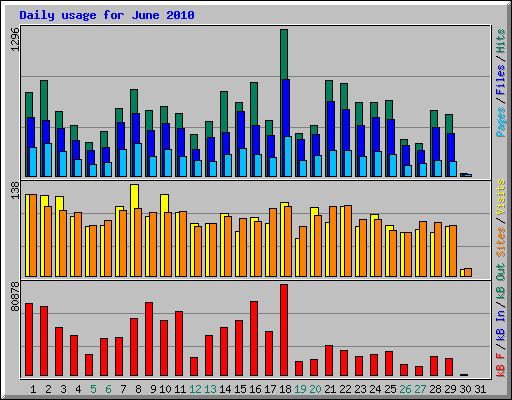 Daily usage for June 2010
1296
Pages / Files / Hits
138
Sites / Visits
80878
kB F / kB In / kB Out
1 2 3 4 5 6 7 8 9 10 11 12 13 14 15 16 17 18 19 20 21 22 23 24 25 26 27 28 29 30 31